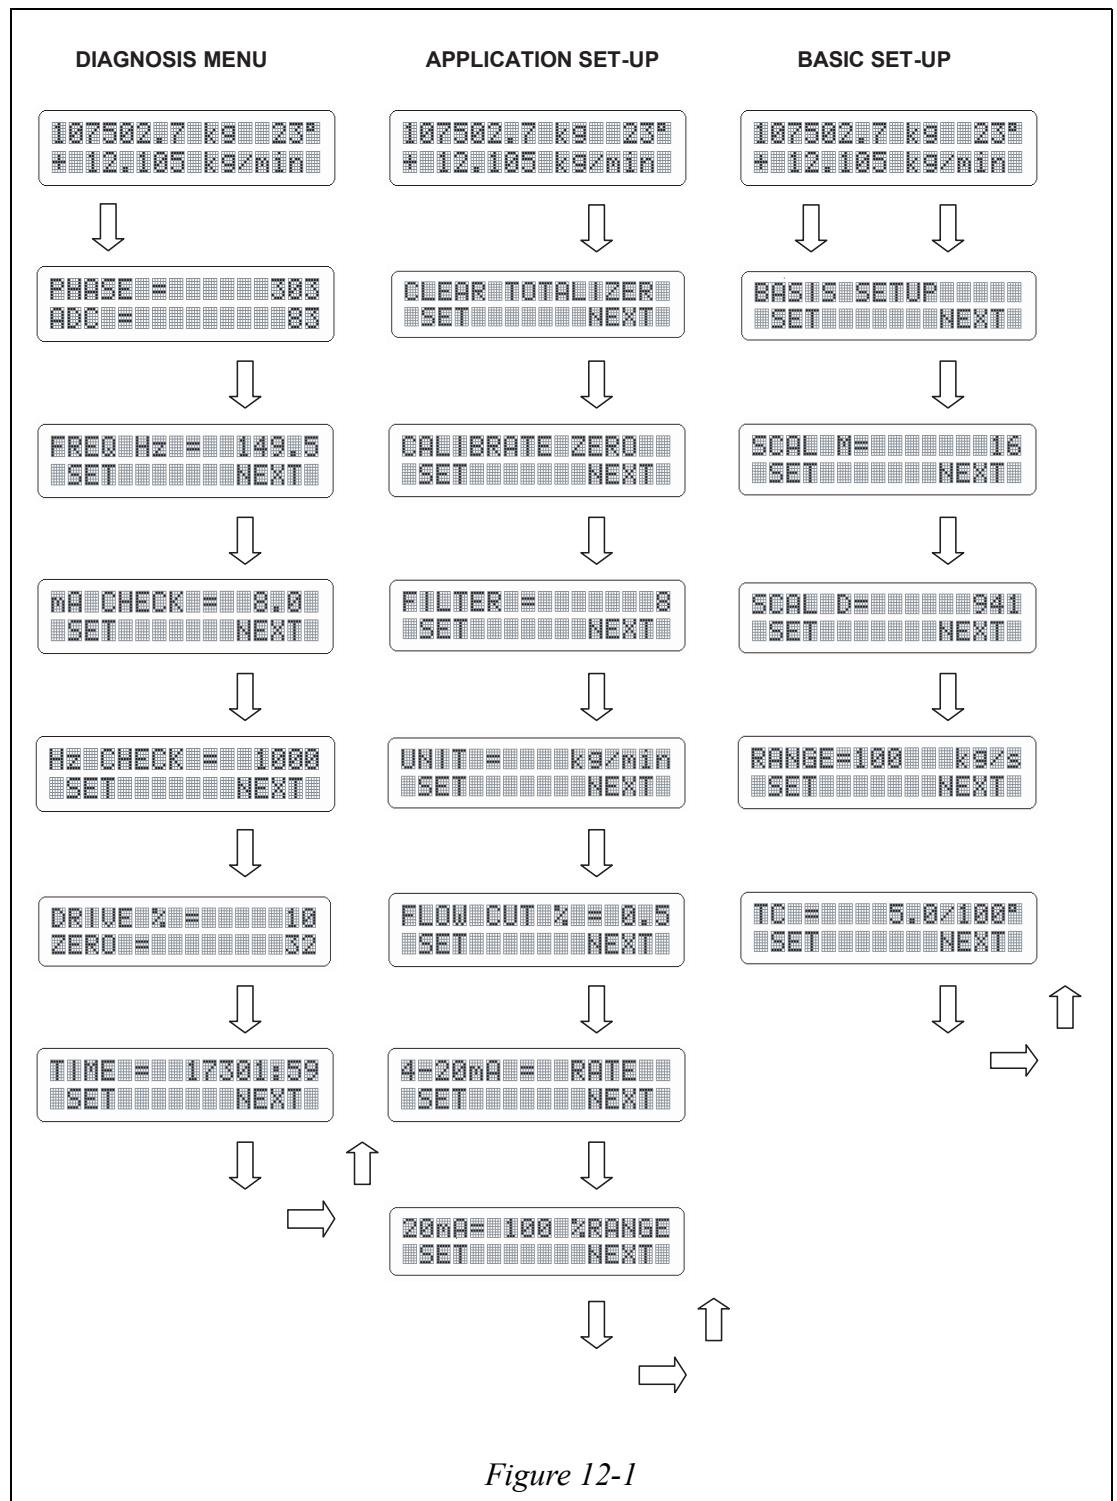 DIAGNOSIS MENU
107502.7 kg 23°
+ 12.105 kg/min
PHASE = 303
ADC = 83
FREQ Hz = 149.5
SET NEXT
mA CHECK = 8.0
SET NEXT
Hz CHECK = 1000
SET NEXT
DRIVE % = 10
ZERO = 32
TIME = 17301:59
SET NEXT
APPLICATION SET-UP
107502.7 kg 23°
+ 12.105 kg/min
CLEAR TOTALIZER
SET NEXT
CALIBRATE ZERO
SET NEXT
FILTER = 8
SET NEXT
UNIT = kg/min
SET NEXT
FLOW CUT % = 0.5
SET NEXT
4-20mA = RATE
SET NEXT
20mA= 100 %RANGE
SET NEXT
BASIC SET-UP
107502.7 kg 23°
+ 12.105 kg/min
BASIS SETUP
SET NEXT
SCAL M= 16
SET NEXT
SCAL D= 941
SET NEXT
RANGE=100 kg/s
SET NEXT
TC = 5.0/100°
SET NEXT
Figure 12-1